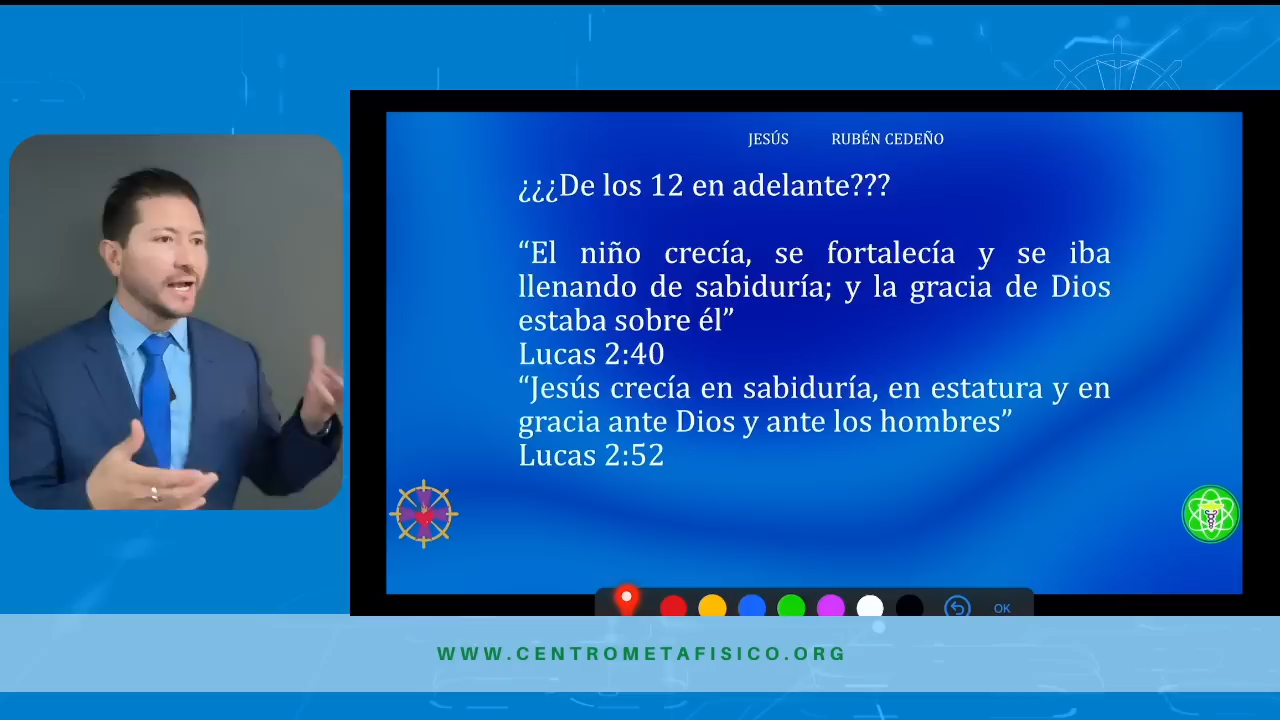 JESÚS RUBÉN CEDEÑO
¿¿¿De los 12 en adelante???
“El niño crecía, se fortalecía y se iba
llenando de sabiduría; y la gracia de Dios
estaba sobre él”
Lucas 2:40
“Jesús crecía en sabiduría, en estatura y en
gracia ante Dios y ante los hombres”
Lucas 2:52
OK
WWW.CENTROMETAFISICO.ORG